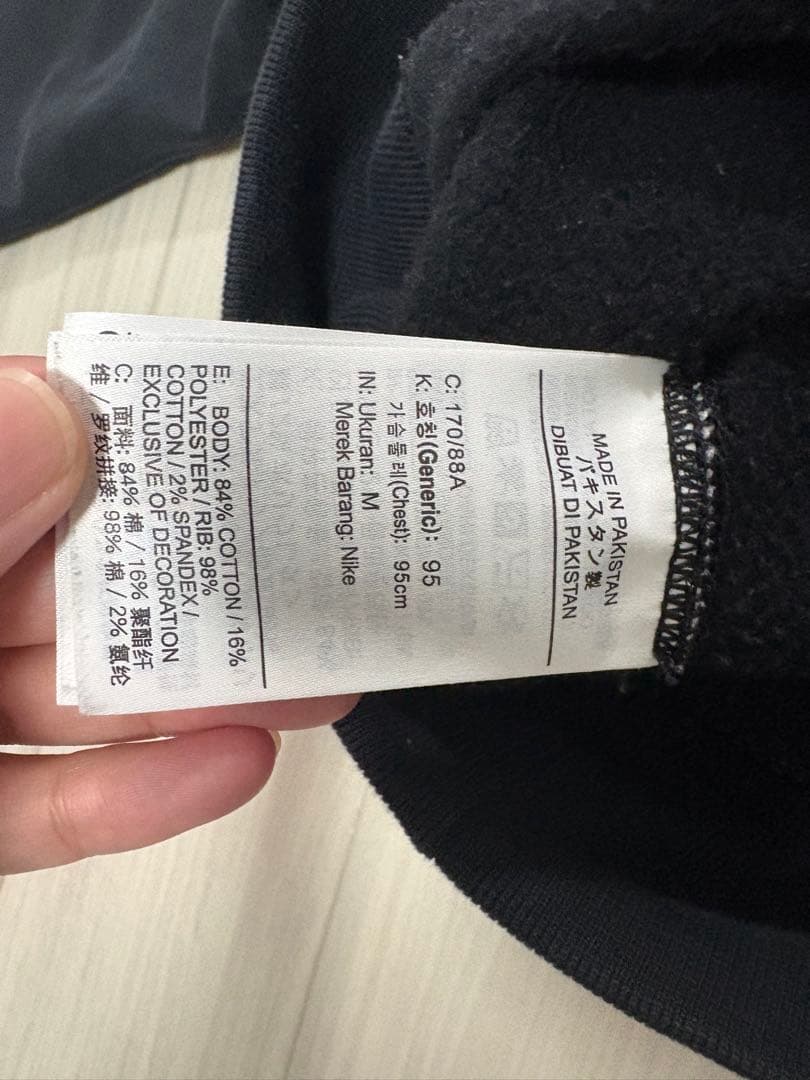 MADE IN PAKISTAN
パキスタン製
DIBUAT DI PAKISTAN
C: 170/88A
K: 호칭(Generic): 95
가슴둘레(Chest): 95cm
IN: Ukuran: M
Merek Barang: Nike
E: BODY: 84% COTTON / 16%
POLYESTER / RIB: 98%
COTTON / 2% SPANDEX /
EXCLUSIVE OF DECORATION
C: 面料: 84% 棉 / 16% 聚酯纤
维 / 罗纹拼接: 98% 棉 / 2% 氨纶